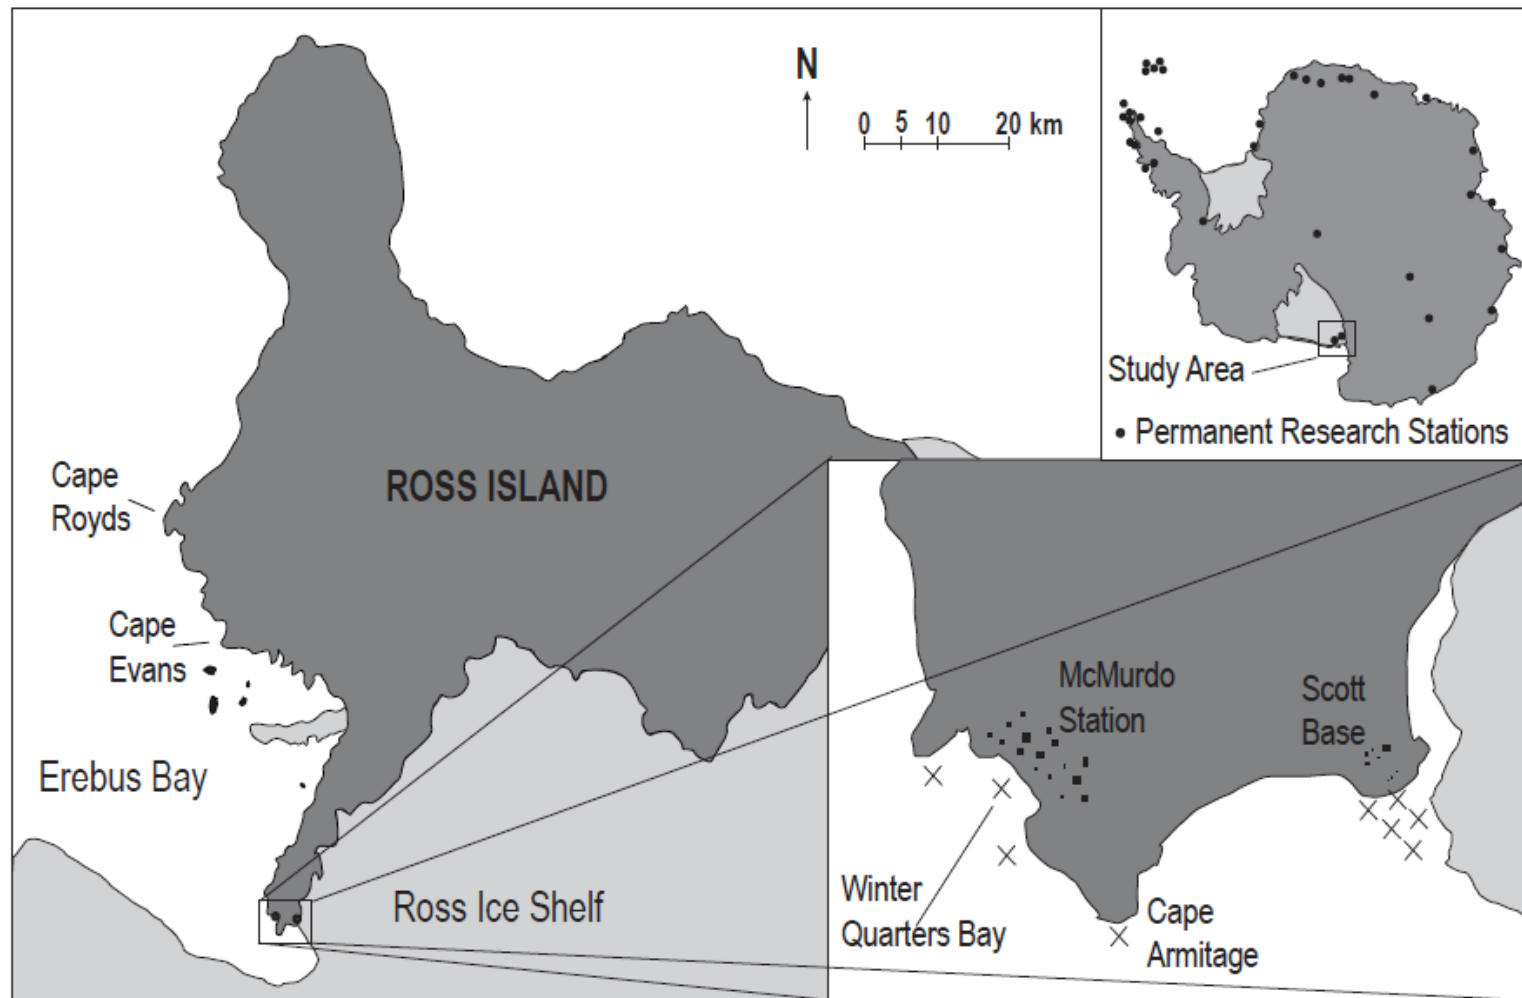 N
0 5 10 20 km
Study Area
• Permanent Research Stations
Cape
Royds
ROSS ISLAND
Cape
Evans
Erebus Bay
Ross Ice Shelf
McMurdo
Station
Scott
Base
Winter
Quarters Bay
Cape
Armitage